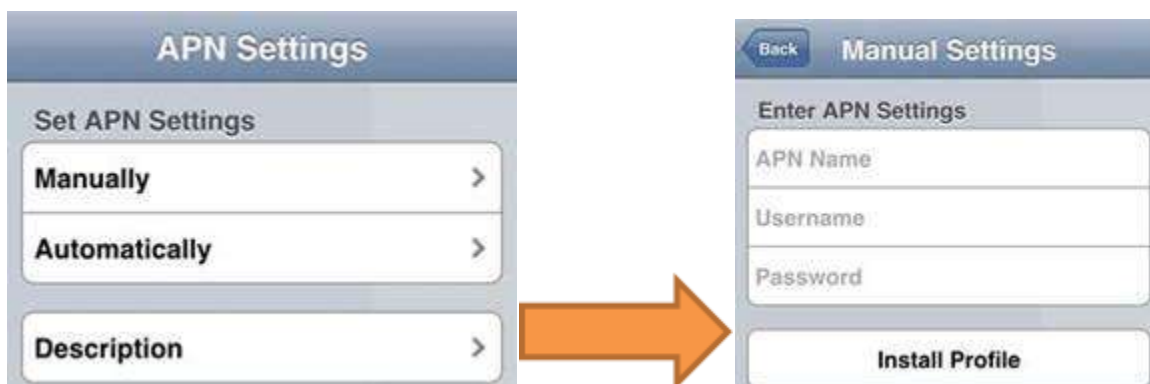 APN Settings
Set APN Settings
Manually
Automatically
Description
Back
Manual Settings
Enter APN Settings
APN Name
Username
Password
Install Profile